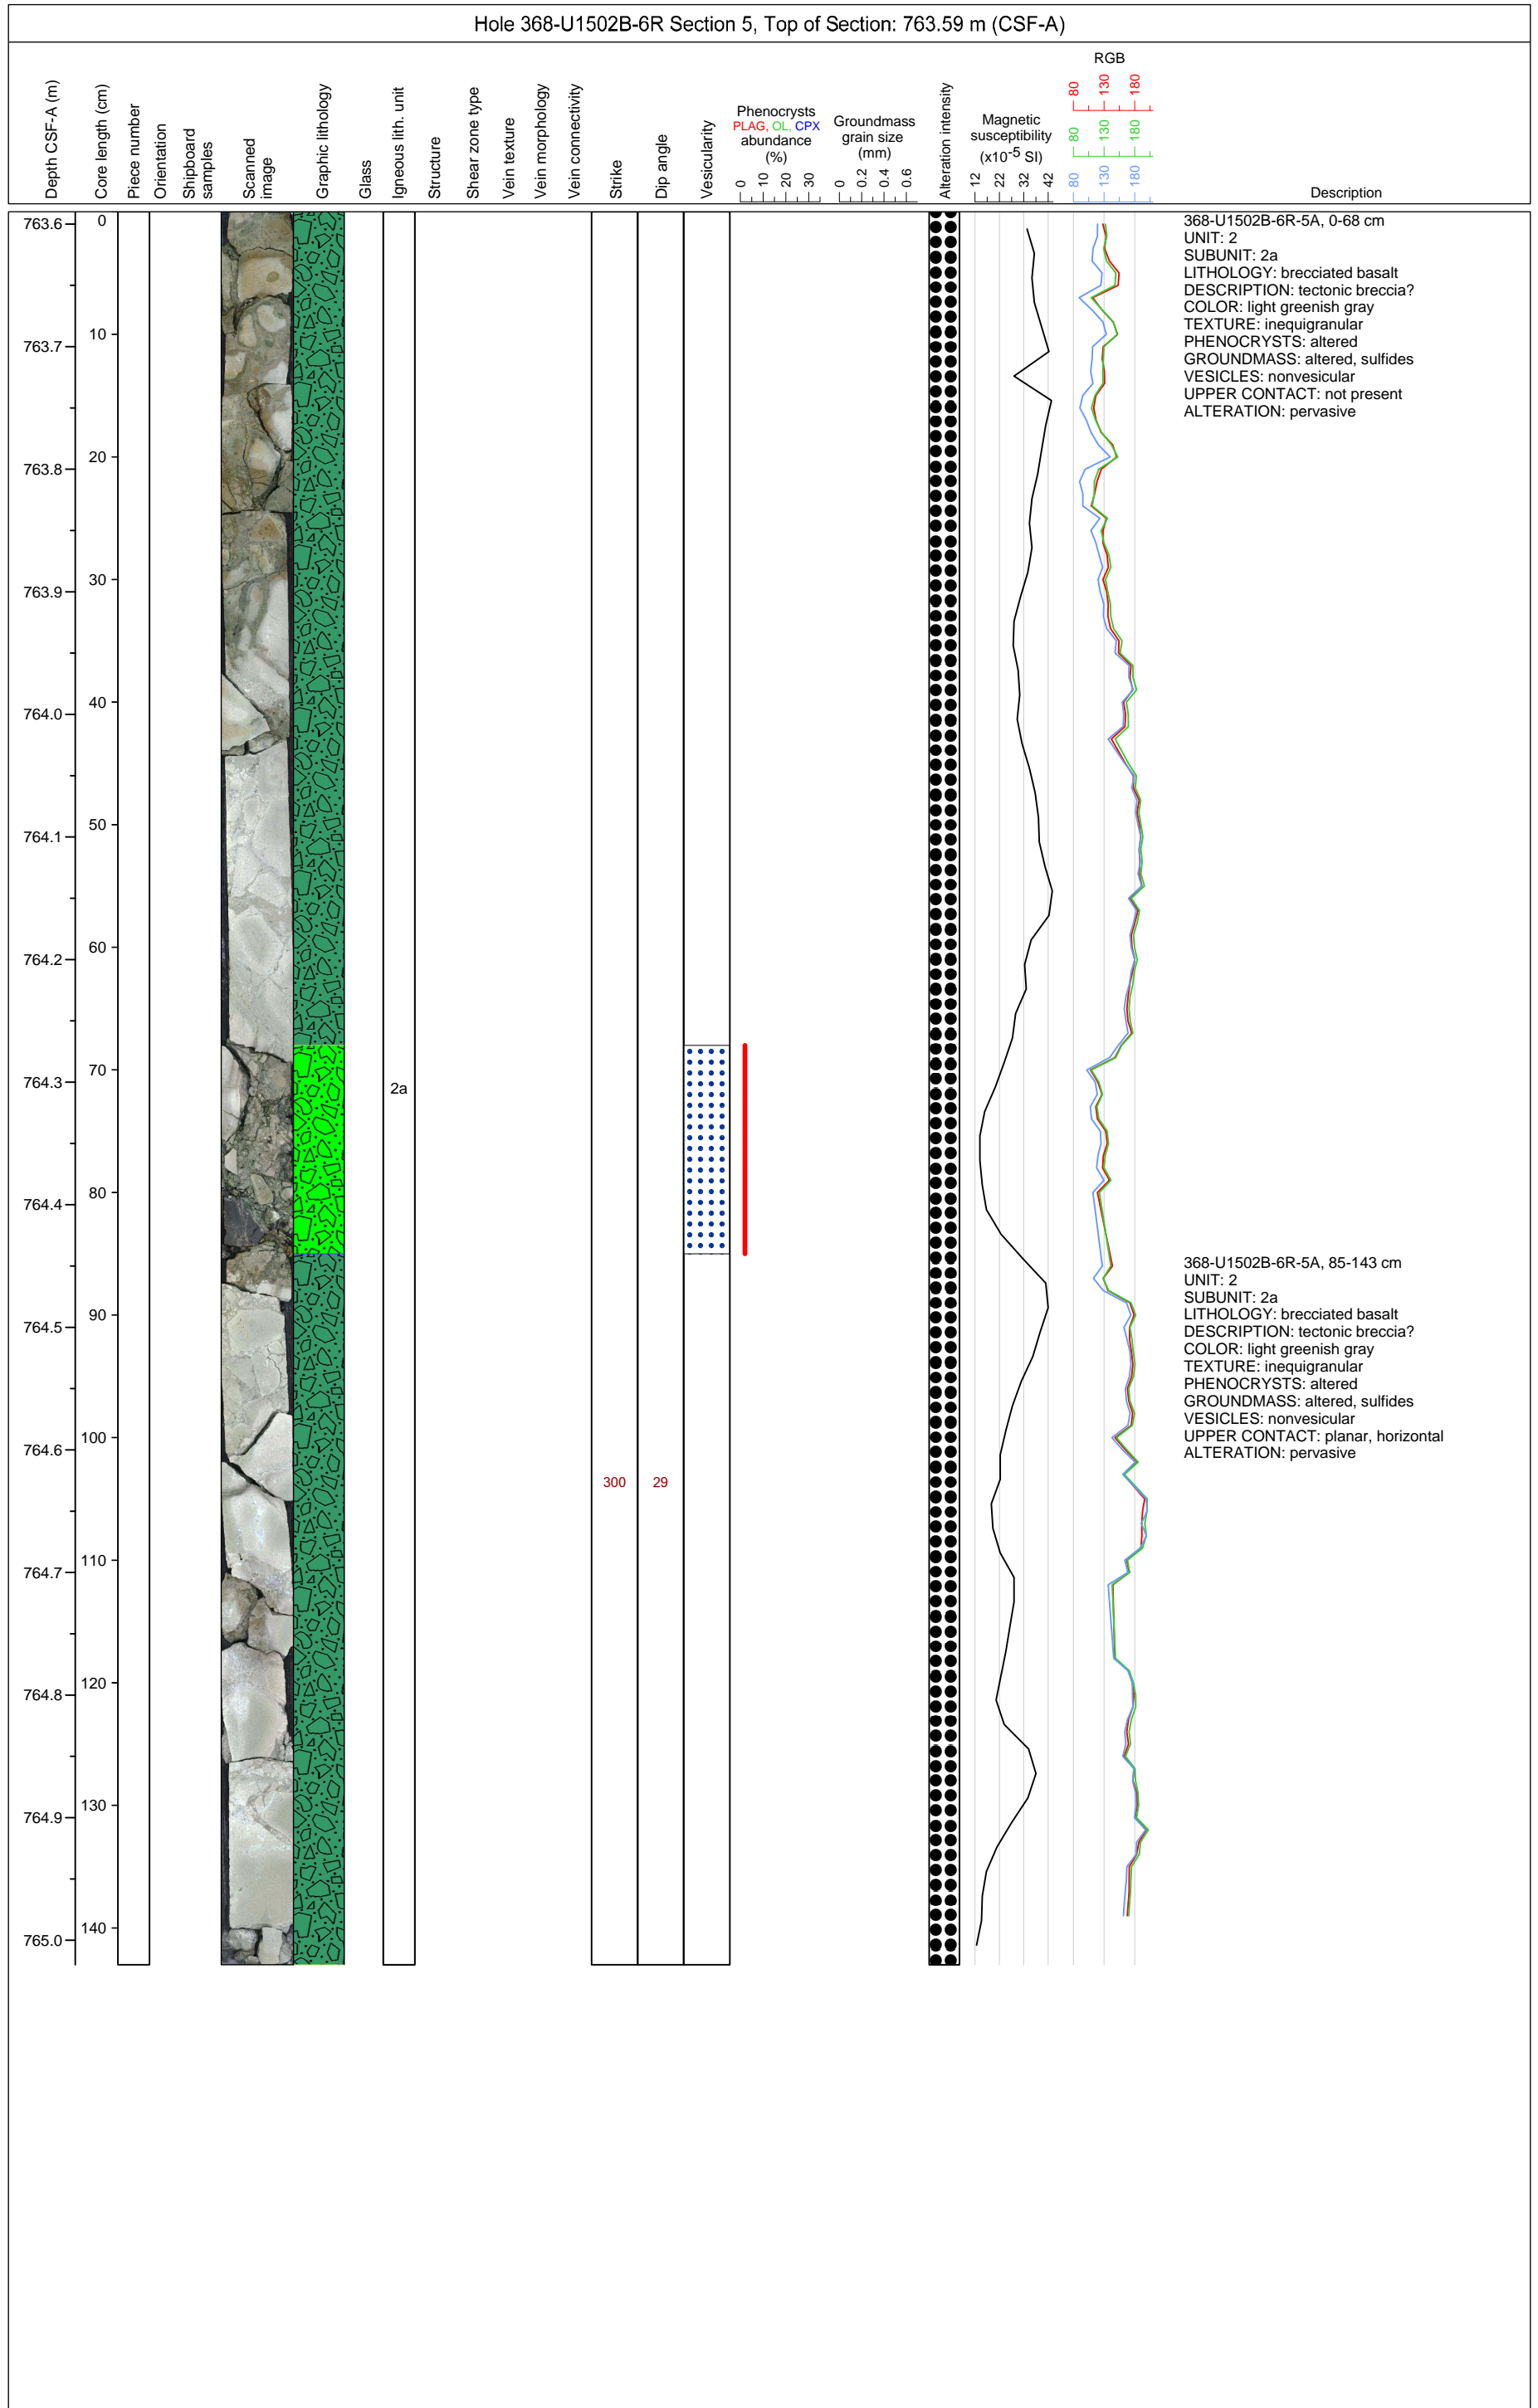 Hole 368-U1502B-6R Section 5, Top of Section: 763.59 m (CSF-A)
Depth CSF-A (m)
Core length (cm)
Piece number
Orientation
Shipboard
samples
Scanned
image
Graphic lithology
Glass
Igneous lith. unit
Structure
Shear zone type
Vein texture
Vein morphology
Vein connectivity
Strike
Dip angle
Vesicularity
Phenocrysts
PLAG, OL, CPX
abundance
(%)
0 10 20 30
Groundmass
grain size
(mm)
0 0.2 0.4 0.6
Alteration intensity
Magnetic
susceptibility
(x10-5 SI)
12 22 32 42
RGB
80 130 180
80 130 180
80 130 180
Description
763.6
763.7
763.8
763.9
764.0
764.1
764.2
764.3
764.4
764.5
764.6
764.7
764.8
764.9
765.0
0
10
20
30
40
50
60
70
80
90
100
110
120
130
140
2a
300 29
368-U1502B-6R-5A, 0-68 cm
UNIT: 2
SUBUNIT: 2a
LITHOLOGY: brecciated basalt
DESCRIPTION: tectonic breccia?
COLOR: light greenish gray
TEXTURE: inequigranular
PHENOCRYSTS: altered
GROUNDMASS: altered, sulfides
VESICLES: nonvesicular
UPPER CONTACT: not present
ALTERATION: pervasive
368-U1502B-6R-5A, 85-143 cm
UNIT: 2
SUBUNIT: 2a
LITHOLOGY: brecciated basalt
DESCRIPTION: tectonic breccia?
COLOR: light greenish gray
TEXTURE: inequigranular
PHENOCRYSTS: altered
GROUNDMASS: altered, sulfides
VESICLES: nonvesicular
UPPER CONTACT: planar, horizontal
ALTERATION: pervasive